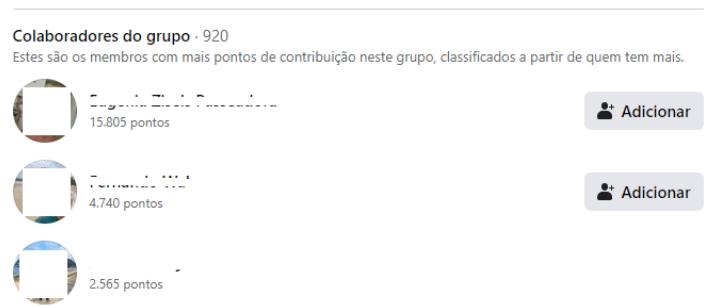 Colaboradores do grupo · 920
Estes são os membros com mais pontos de contribuição neste grupo, classificados a partir de quem tem mais.
15.805 pontos
Adicionar
4.740 pontos
Adicionar
2.565 pontos